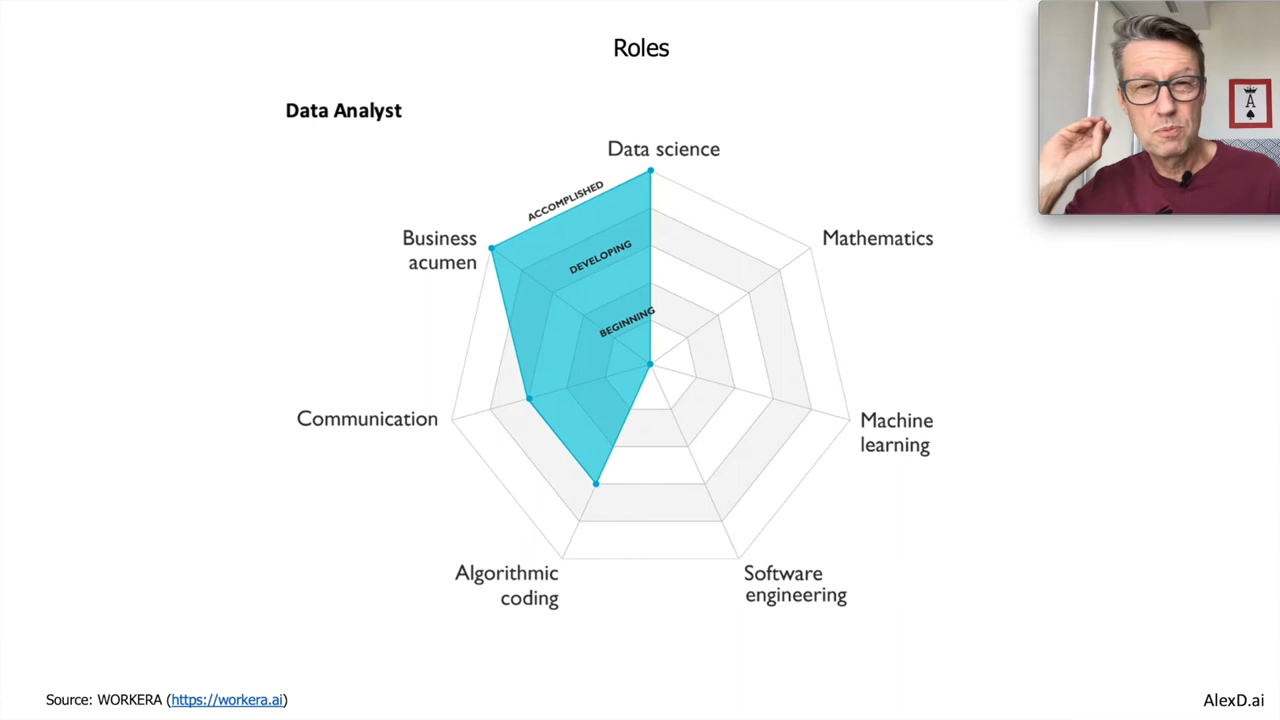 Roles
Data Analyst
Data science
ACCOMPLISHED
DEVELOPING
BEGINNING
Business
acumen
Mathematics
Communication
Machine
learning
Algorithmic
coding
Software
engineering
Source: WORKERA (https://workera.ai)
AlexD.ai
A